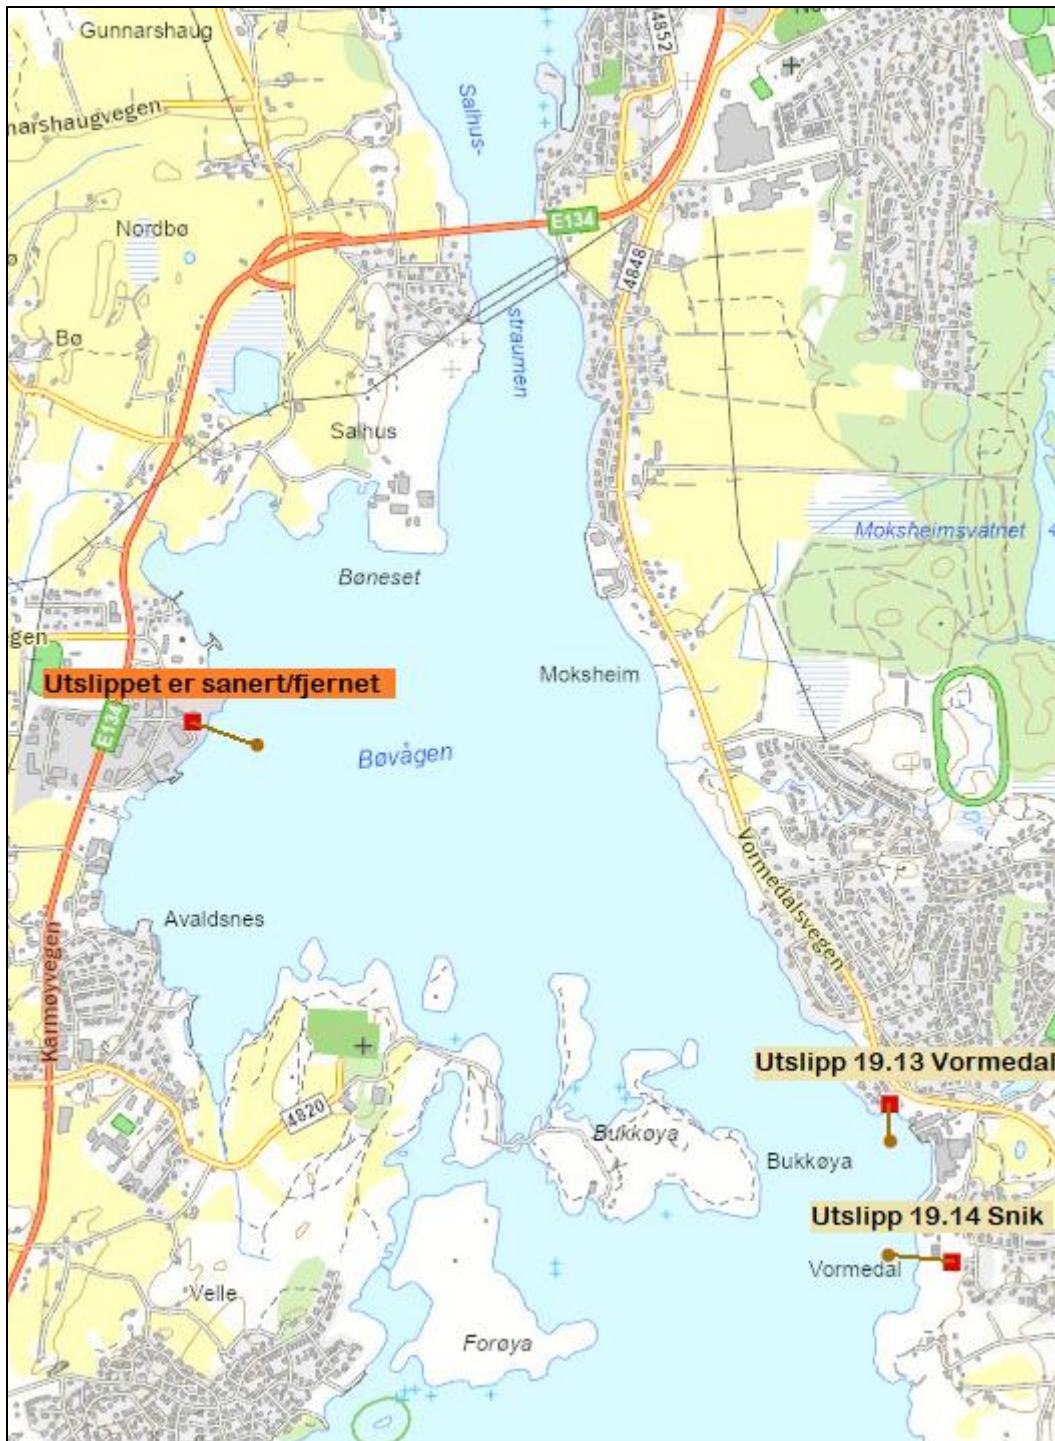 Gunnarshaug
4852
Salhus-
narshaugvegen
Nordbø
E134
4848
straumen
Bø
Salhus
Moksheimsvatnet 4
Bøneset
gen
Moksheim
Utslippet er sanert/fjernet
E134
Bøvågen
Vormedalsvegen
Avaldsnes
Karmøyvegen
Utslipp 19.13 Vormedal
4820
Bukkøya
Bukkøya
Utslipp 19.14 Snik
Vormedal
Velle
Forøya